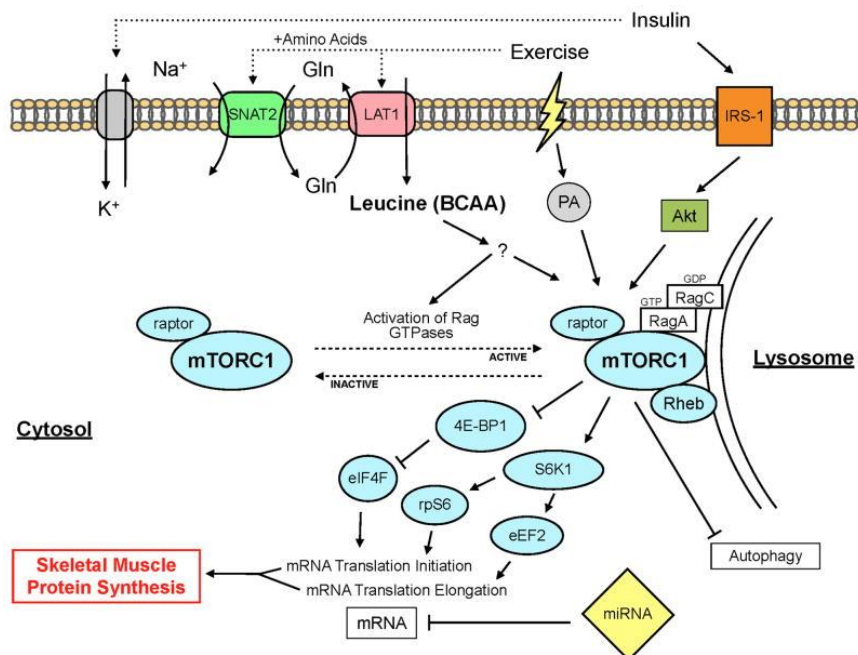 Insulin
+Amino Acids
Exercise
Na+
Gln
SNAT2
LAT1
IRS-1
K+
Gln
Leucine (BCAA)
PA
Akt
?
GDP
RagC
GTP
RagA
Activation of Rag
GTPases
raptor
mTORC1
ACTIVE
INACTIVE
raptor
mTORC1
Rheb
Lysosome
Cytosol
4E-BP1
eIF4F
S6K1
rpS6
eEF2
Autophagy
mRNA Translation Initiation
mRNA Translation Elongation
Skeletal Muscle
Protein Synthesis
mRNA
miRNA